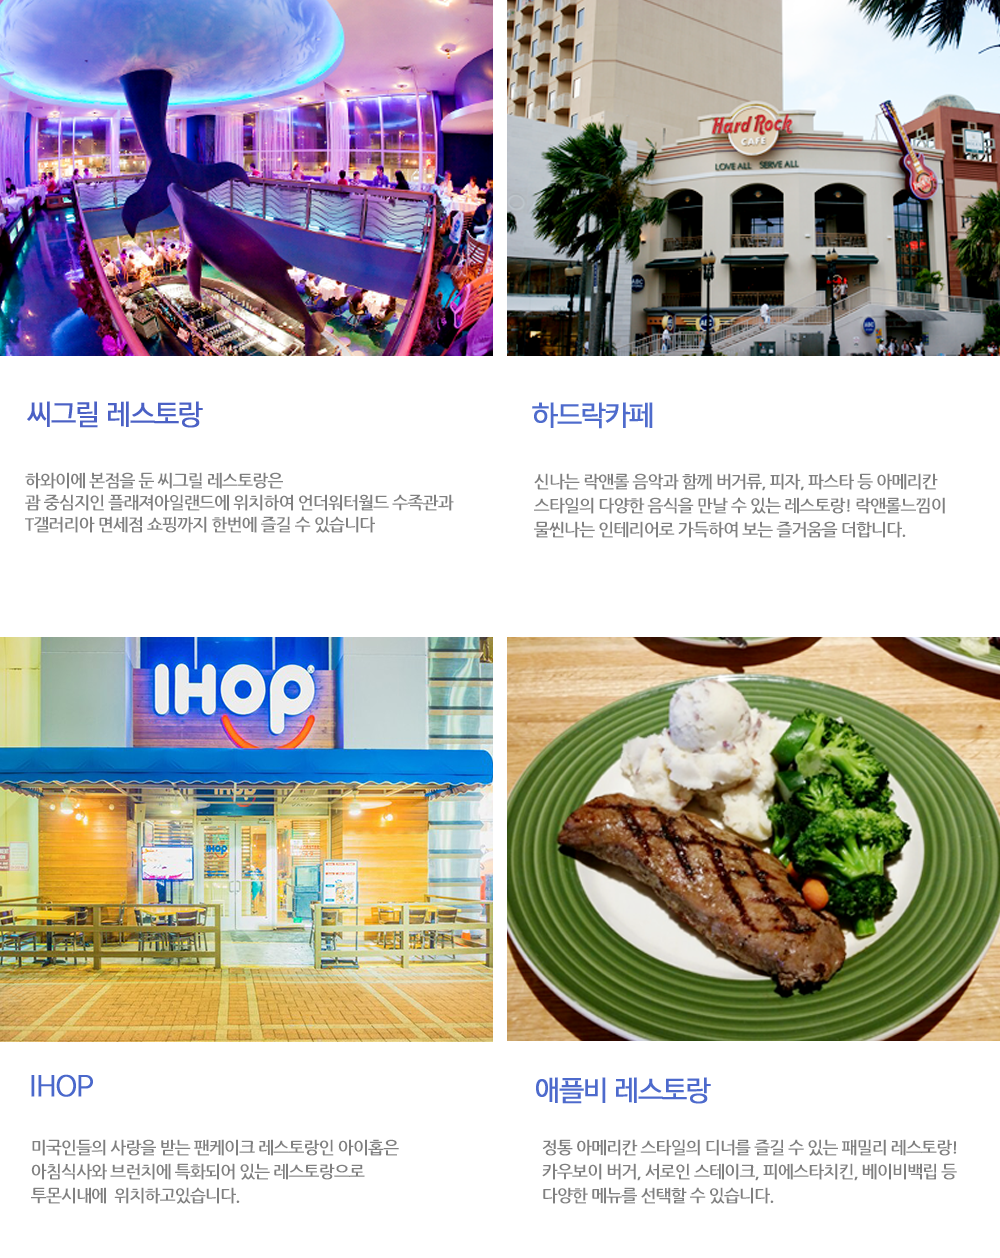 Hard Rock
CAFE
LOVE ALL SERVE ALL
ABC
씨그릴 레스토랑
하와이에 본점을 둔 씨그릴 레스토랑은
괌 중심지인 플래져아일랜드에 위치하여 언더워터월드 수족관과
T갤러리아 면세점 쇼핑까지 한번에 즐길 수 있습니다
하드락카페
신나는 락앤롤 음악과 함께 버거류, 피자, 파스타 등 아메리칸
스타일의 다양한 음식을 만날 수 있는 레스토랑! 락앤롤느낌이
물씬나는 인테리어로 가득하여 보는 즐거움을 더합니다.
IHOP
IHOP
IHOP
IHOP
미국인들의 사랑을 받는 팬케이크 레스토랑인 아이홉은
아침식사와 브런치에 특화되어 있는 레스토랑으로
투몬시내에 위치하고있습니다.
애플비 레스토랑
정통 아메리칸 스타일의 디너를 즐길 수 있는 패밀리 레스토랑!
카우보이 버거, 서로인 스테이크, 피에스타치킨, 베이비백립 등
다양한 메뉴를 선택할 수 있습니다.